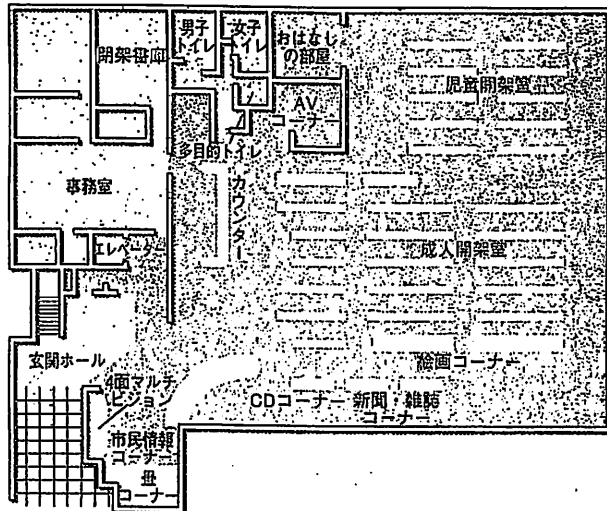 男子
トイレ
女子
トイレ
おはなし
の部屋
閉架書庫
児童開架室
AV
コーナー
多目的トイレ
事務室
カウンター
エレベーター
成人開架室
玄関ホール
絵画コーナー
4面マルチ
ビジョン
CDコーナー
新聞・雑誌
コーナー
市民情報
コーナー
畳
コーナー